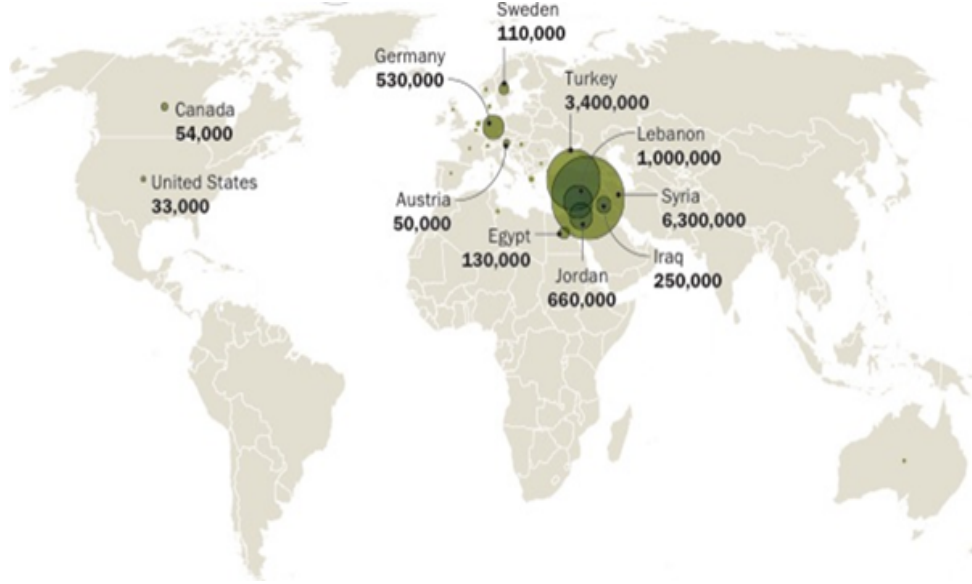 Sweden
110,000
Germany
530,000
Turkey
3,400,000
Canada
54,000
Lebanon
1,000,000
United States
33,000
Austria
50,000
Syria
6,300,000
Egypt
130,000
Iraq
250,000
Jordan
660,000